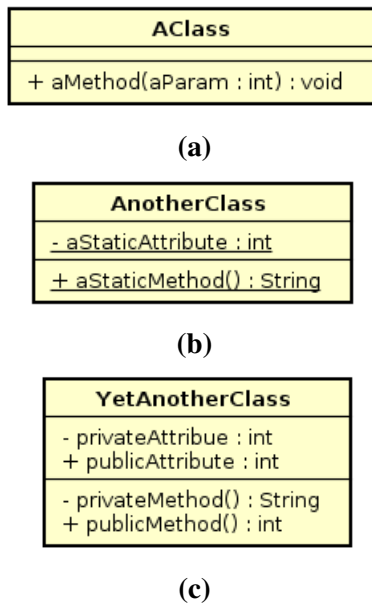 AClass
+ aMethod(aParam : int) : void
(a)
AnotherClass
- aStaticAttribute : int
+ aStaticMethod() : String
(b)
YetAnotherClass
- privateAttribue : int
+ publicAttribute : int
- privateMethod() : String
+ publicMethod() : int
(c)